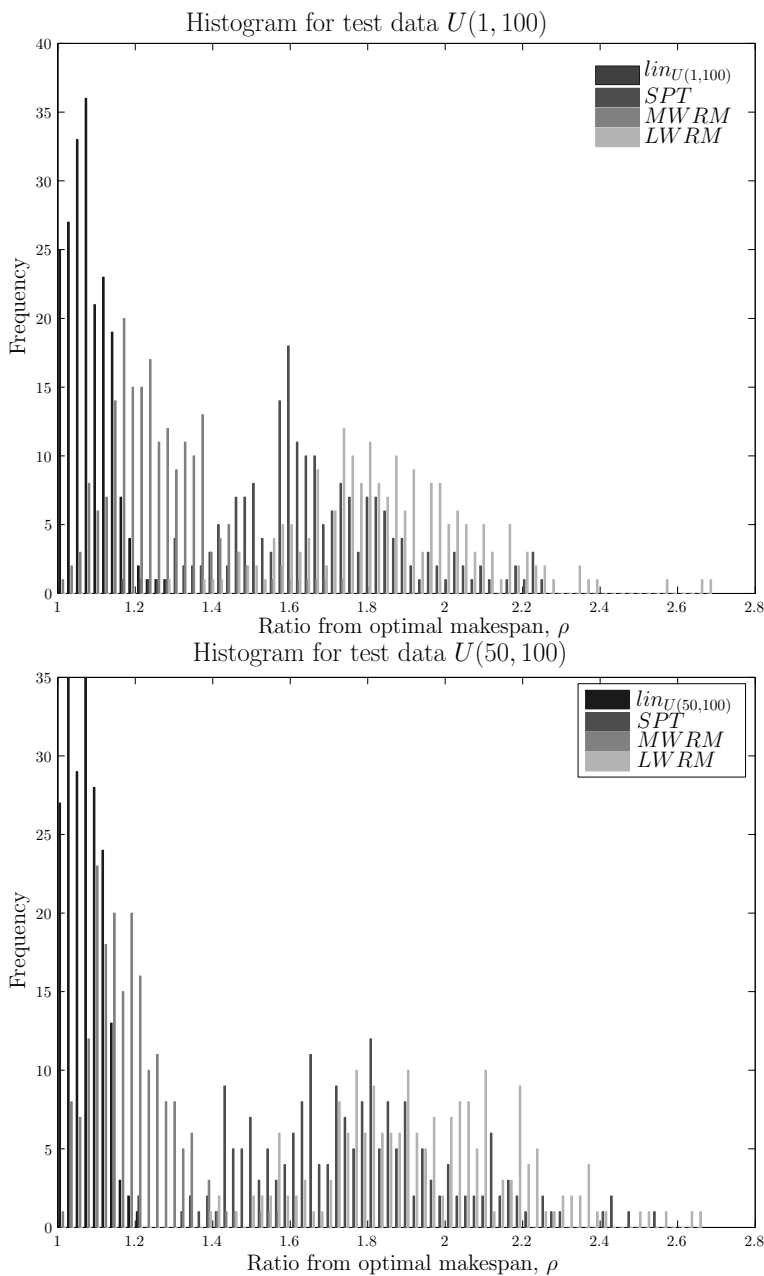 Histogram for test data U(1, 100)
40
35
30
25
20
15
10
5
0
Frequency
lin_{U(1,100)}
SPT
MWRM
LWRM
1 1.2 1.4 1.6 1.8 2 2.2 2.4 2.6 2.8
Ratio from optimal makespan, ρ
Histogram for test data U(50, 100)
35
30
25
20
15
10
5
0
Frequency
lin_{U(50,100)}
SPT
MWRM
LWRM
1 1.2 1.4 1.6 1.8 2 2.2 2.4 2.6 2.8
Ratio from optimal makespan, ρ